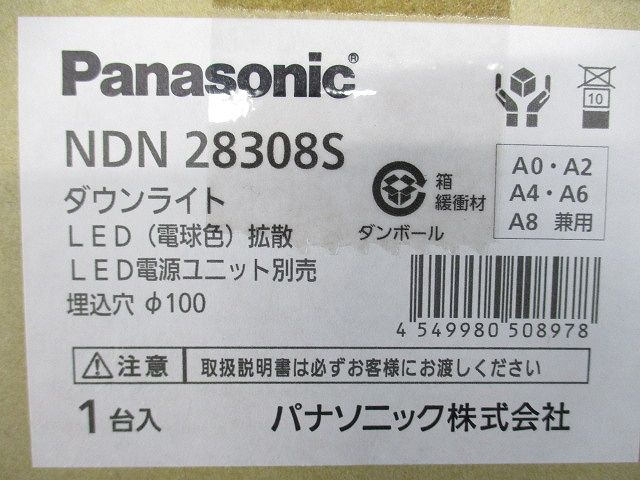 Panasonic®
NDN 28308S
ダウンライト
LED（電球色）拡散
LED電源ユニット別売
埋込穴 φ100
10
箱
緩衝材
ダンボール
A0・A2
A4・A6
A8 兼用
4 549980 508978
注意 取扱説明書は必ずお客様にお渡しください
1台入 パナソニック株式会社